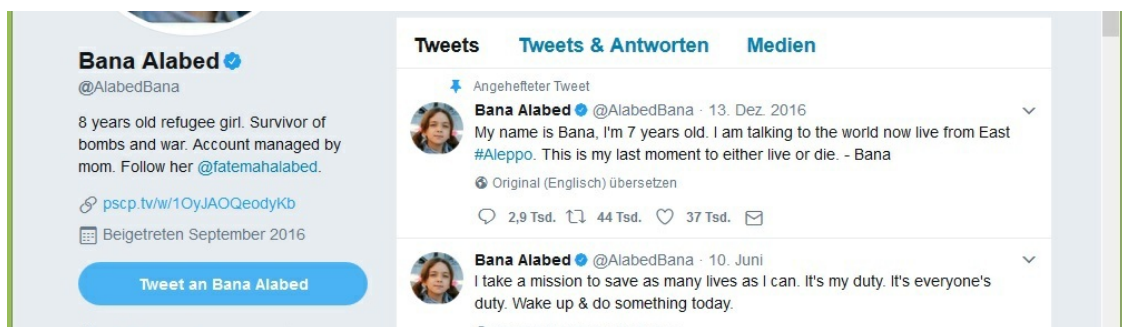 Bana Alabed
@AlabedBana
8 years old refugee girl. Survivor of
bombs and war. Account managed by
mom. Follow her @fatemahalabed.
pscp.tv/w/1OyJAOQeodyKb
Beigetreten September 2016
Tweet an Bana Alabed
Tweets Tweets & Antworten Medien
Angehefteter Tweet
Bana Alabed @AlabedBana · 13. Dez. 2016
My name is Bana, I'm 7 years old. I am talking to the world now live from East
#Aleppo. This is my last moment to either live or die. - Bana
Original (Englisch) übersetzen
2,9 Tsd. 44 Tsd. 37 Tsd.
Bana Alabed @AlabedBana · 10. Juni
I take a mission to save as many lives as I can. It's my duty. It's everyone's
duty. Wake up & do something today.